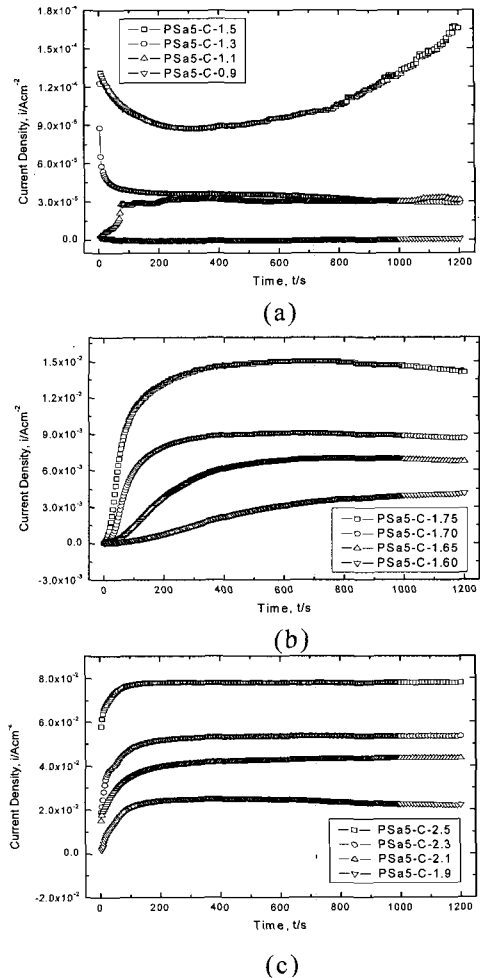 1.8x10⁻⁴
1.5x10⁻⁴
1.2x10⁻⁴
9.0x10⁻⁵
6.0x10⁻⁵
3.0x10⁻⁵
0.0
Current Density, i/Acm⁻²
PSa5-C-1.5
PSa5-C-1.3
PSa5-C-1.1
PSa5-C-0.9
0 200 400 600 800 1000 1200
Time, t/s
(a)
1.5x10⁻²
1.2x10⁻²
9.0x10⁻³
6.0x10⁻³
3.0x10⁻³
0.0
-3.0x10⁻³
Current Density, i/Acm⁻²
PSa5-C-1.75
PSa5-C-1.70
PSa5-C-1.65
PSa5-C-1.60
0 200 400 600 800 1000 1200
Time, t/s
(b)
8.0x10⁻²
6.0x10⁻²
4.0x10⁻²
2.0x10⁻²
0.0
-2.0x10⁻²
Current Density, i/Acm⁻
PSa5-C-2.5
PSa5-C-2.3
PSa5-C-2.1
PSa5-C-1.9
0 200 400 600 800 1000 1200
Time, t/s
(c)